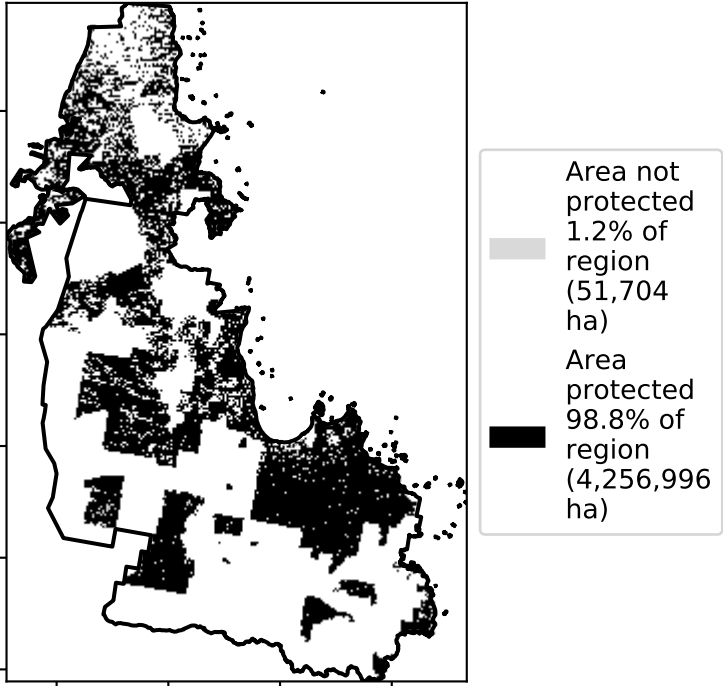 Area not
protected
1.2% of
region
(51,704
ha)
Area
protected
98.8% of
region
(4,256,996
ha)